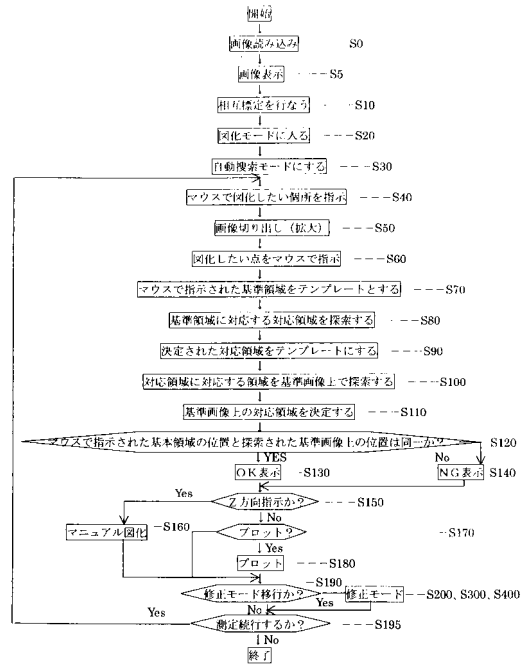 開始
画像読み込み S0
画像表示 S5
相互標定を行なう S10
図化モードに入る S20
自動捜索モードにする S30
マウスで図化したい個所を指示 S40
画像切り出し（拡大） S50
図化したい点をマウスで指示 S60
マウスで指示された基準領域をテンプレートとする S70
基準領域に対応する対応領域を探索する S80
決定された対応領域をテンプレートにする S90
対応領域に対応する領域を基準画像上で探索する S100
基準画像上の対応領域を決定する S110
マウスで指示された基本領域の位置と探索された基準画像上の位置は同一か？ S120
YES No
OK表示 S130 NG表示 S140
Yes Z方向指示か？ S150
No
マニュアル図化 S160 プロット？ S170
Yes
プロット S180
S190
修正モード移行か？ 修正モード S200、S300、S400
No Yes
Yes 測定続行するか？ S195
No
終了